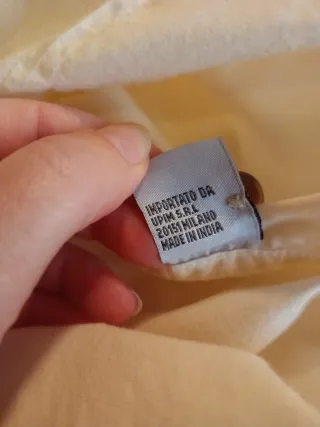 IMPORTATO DA
UPIM S.R.L
20151 MILANO
MADE IN INDIA